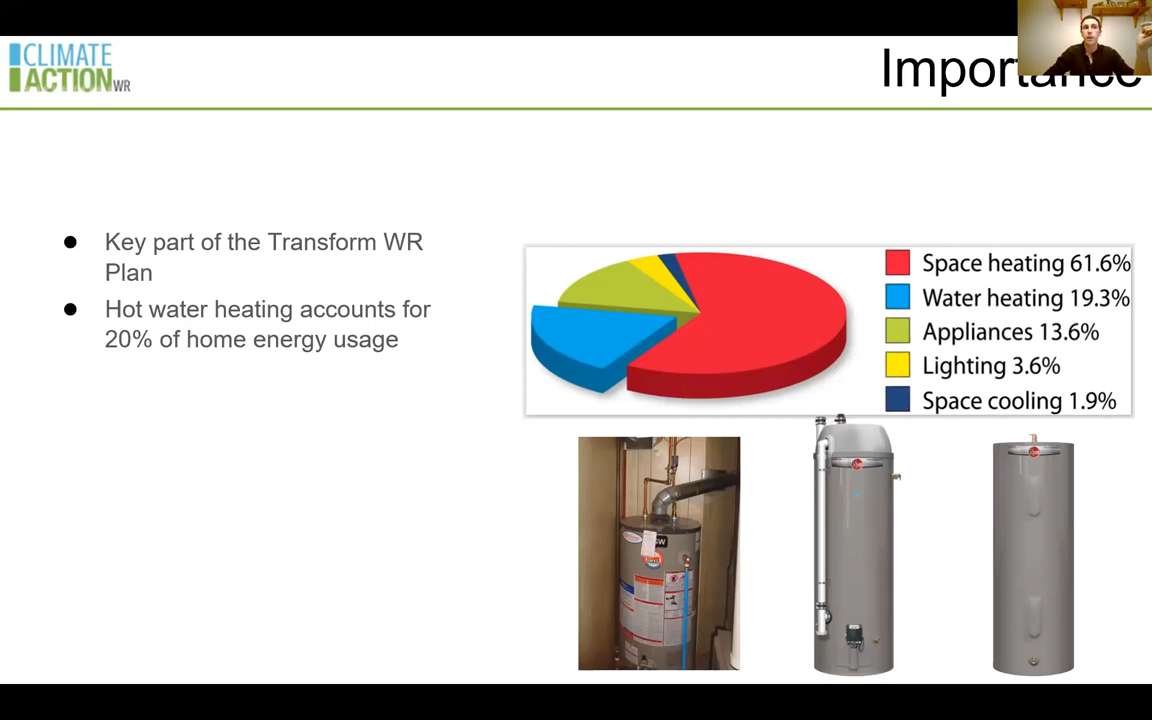 CLIMATE
ACTION WR
Importance
● Key part of the Transform WR
Plan
● Hot water heating accounts for
20% of home energy usage
Space heating 61.6%
Water heating 19.3%
Appliances 13.6%
Lighting 3.6%
Space cooling 1.9%